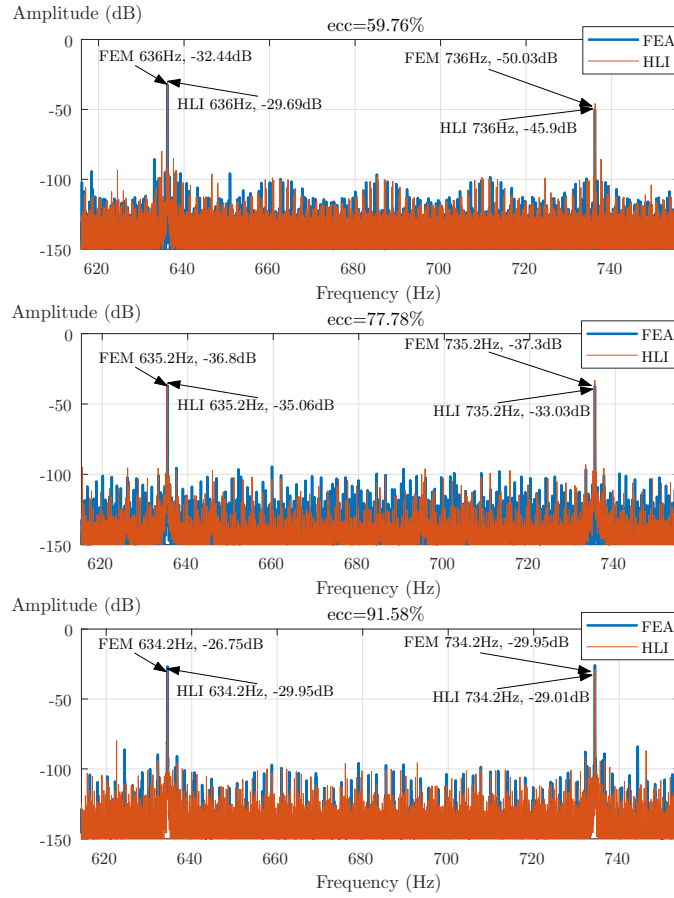 Amplitude (dB)
ecc=59.76%
0
-50
-100
-150
FEM 636Hz, -32.44dB
HLI 636Hz, -29.69dB
FEM 736Hz, -50.03dB
HLI 736Hz, -45.9dB
FEA
HLI
620 640 660 680 700 720 740
Frequency (Hz)
Amplitude (dB)
ecc=77.78%
0
-50
-100
-150
FEM 635.2Hz, -36.8dB
HLI 635.2Hz, -35.06dB
FEM 735.2Hz, -37.3dB
HLI 735.2Hz, -33.03dB
FEA
HLI
620 640 660 680 700 720 740
Frequency (Hz)
Amplitude (dB)
ecc=91.58%
0
-50
-100
-150
FEM 634.2Hz, -26.75dB
HLI 634.2Hz, -29.95dB
FEM 734.2Hz, -29.95dB
HLI 734.2Hz, -29.01dB
FEA
HLI
620 640 660 680 700 720 740
Frequency (Hz)